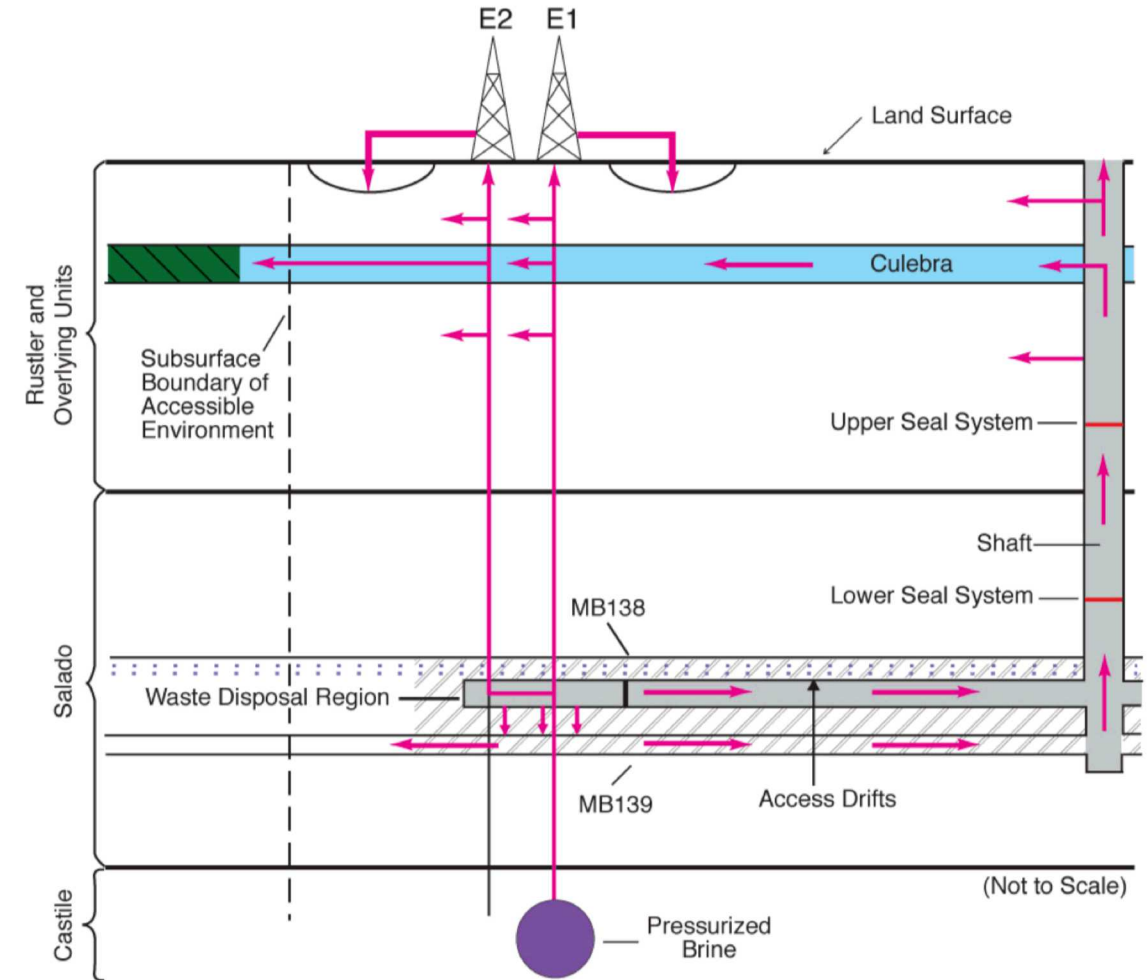 E2
E1
Land Surface
Culebra
Rustler and
Overlying Units
Subsurface
Boundary of
Accessible
Environment
Upper Seal System
Shaft
Lower Seal System
MB138
Salado
Waste Disposal Region
MB139
Access Drifts
(Not to Scale)
Castile
Pressurized
Brine